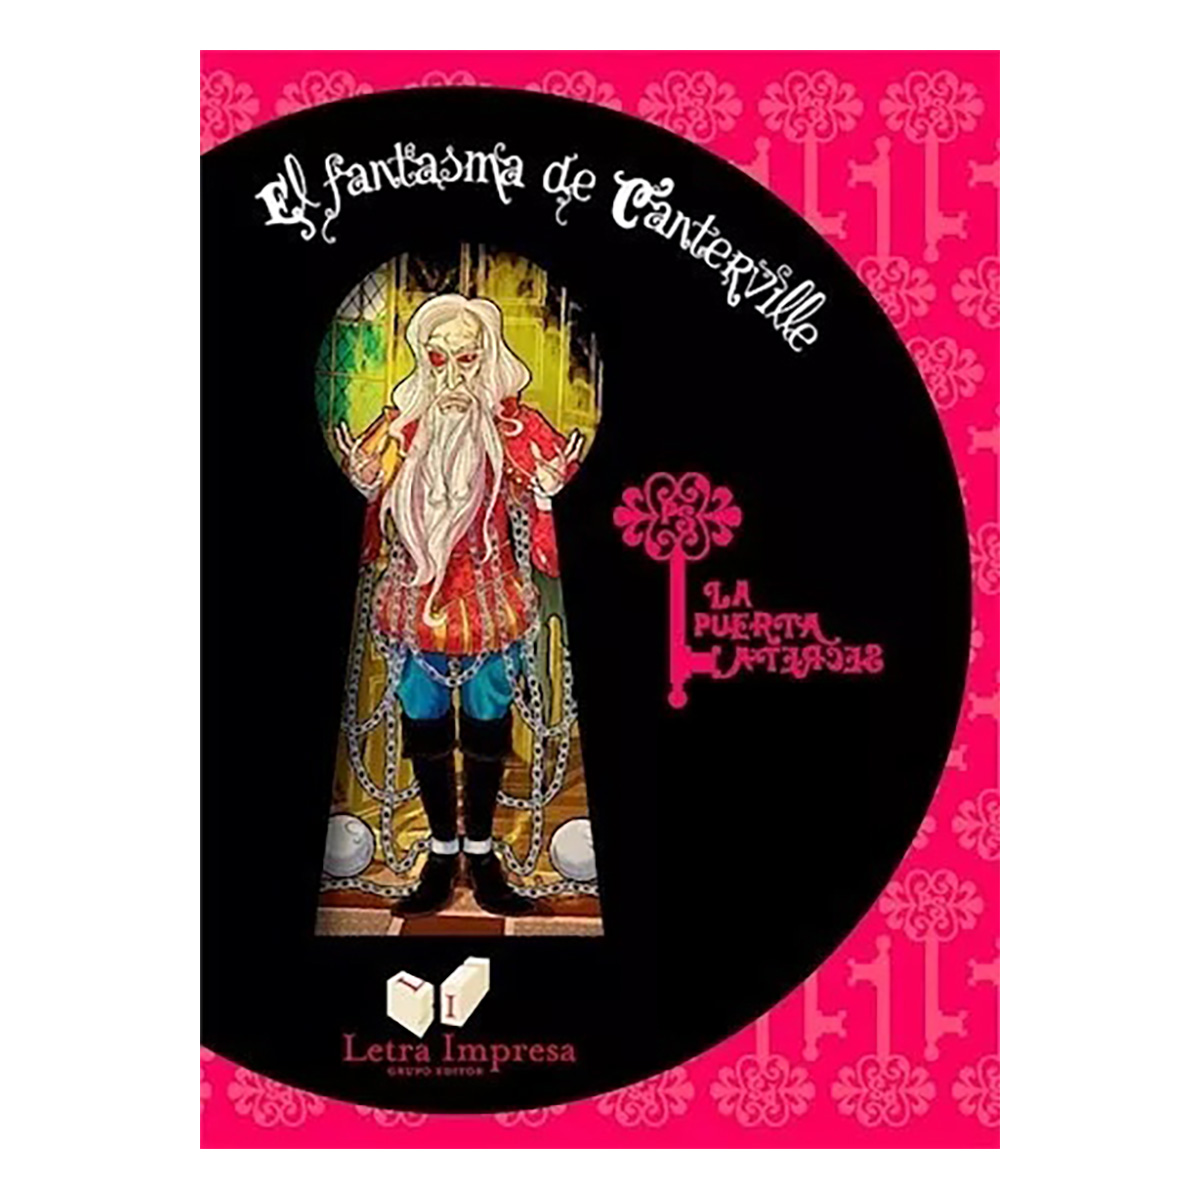 El fantasma de Canterville
LA
PUERTA
SECRETA
Letra Impresa
GRUPO EDITOR
L I